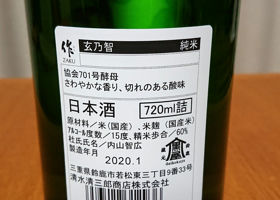 作 玄乃智 純米
ZAKU
協会701号酵母
さわやかな香り、切れのある酸味
日本酒 720ml詰
原材料／米(国産)、米麹(国産米)
アルコール度数／15度、精米歩合／60%
杜氏氏名／内山智広
製造年月
2020.1
三重県鈴鹿市若松東三丁目9番33号
清水清三郎商店株式会社